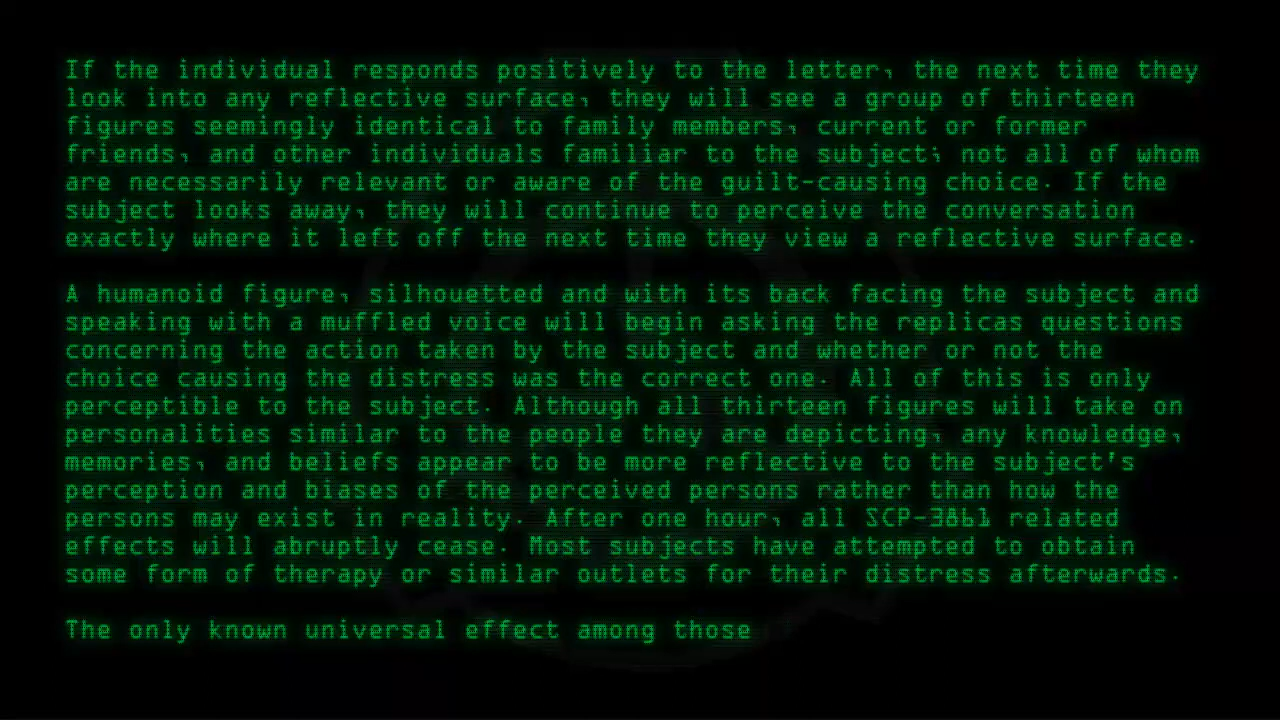 If the individual responds positively to the letter, the next time they
look into any reflective surface, they will see a group of thirteen
figures seemingly identical to family members, current or former
friends, and other individuals familiar to the subject; not all of whom
are necessarily relevant or aware of the guilt-causing choice. If the
subject looks away, they will continue to perceive the conversation
exactly where it left off the next time they view a reflective surface.
A humanoid figure, silhouetted and with its back facing the subject and
speaking with a muffled voice will begin asking the replicas questions
concerning the action taken by the subject and whether or not the
choice causing the distress was the correct one. All of this is only
perceptible to the subject. Although all thirteen figures will take on
personalities similar to the people they are depicting, any knowledge,
memories, and beliefs appear to be more reflective to the subject's
perception and biases of the perceived persons rather than how the
persons may exist in reality. After one hour, all SCP-3861 related
effects will abruptly cease. Most subjects have attempted to obtain
some form of therapy or similar outlets for their distress afterwards.
The only known universal effect among those